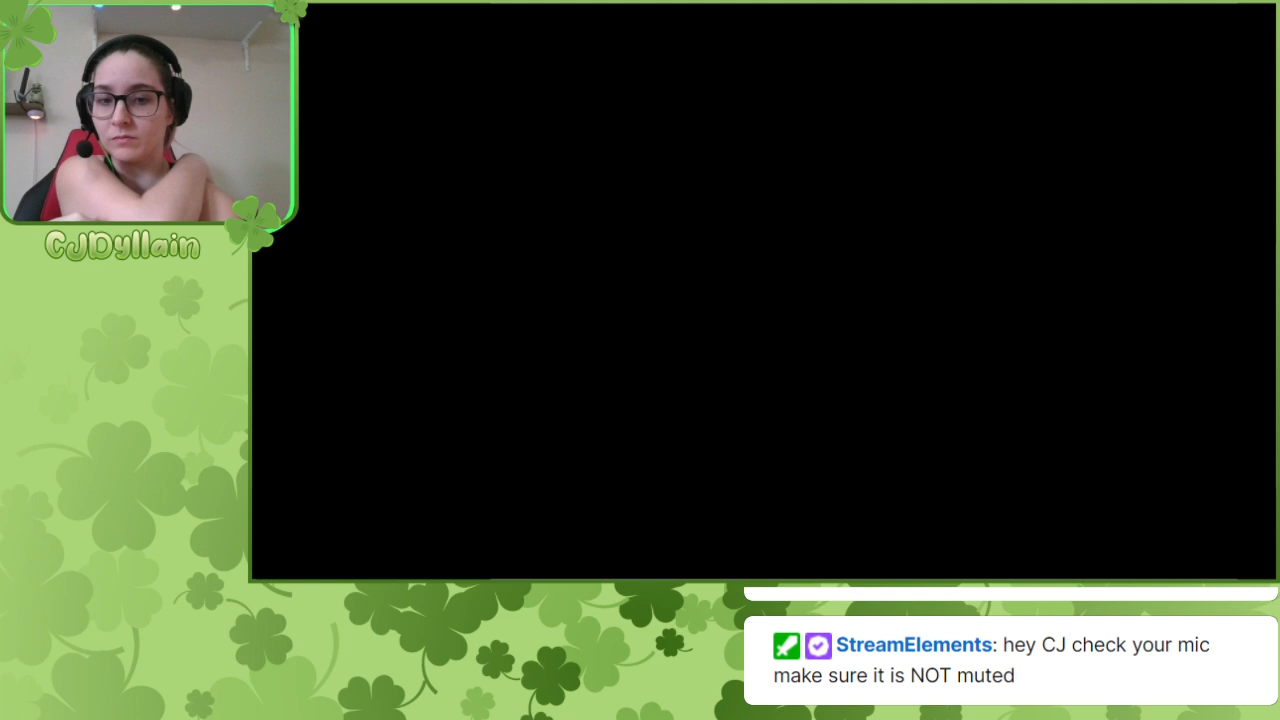 CJDyllain
StreamElements: hey CJ check your mic
make sure it is NOT muted